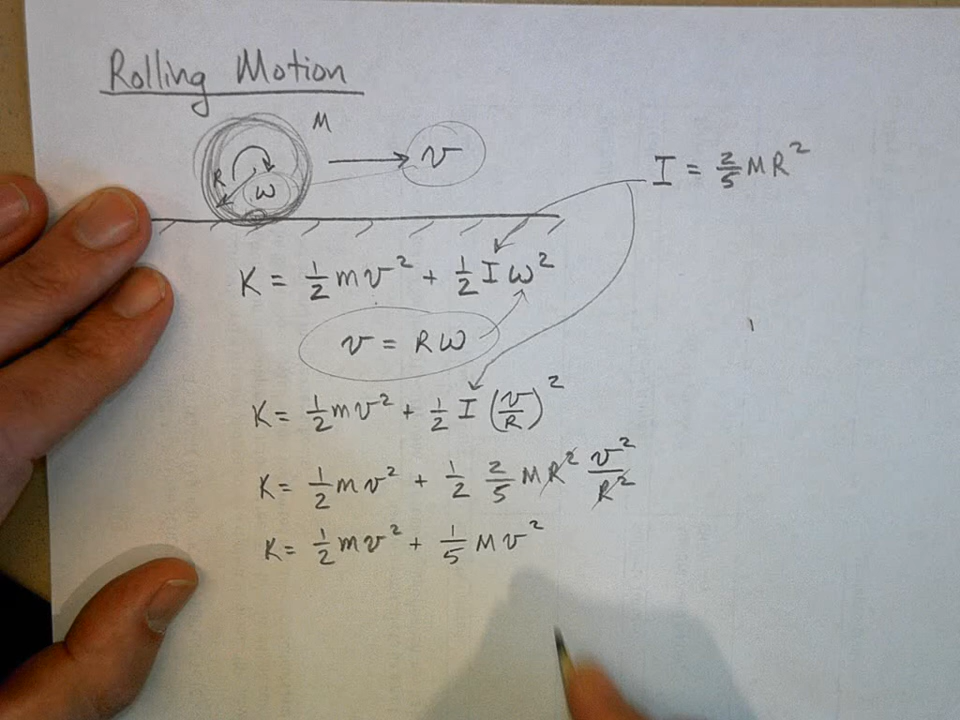 Rolling Motion
M
R
ω
v
I = 2/5 MR²
K = 1/2 mv² + 1/2 Iω²
v = Rω
K = 1/2 mv² + 1/2 I (v/R)²
K = 1/2 mv² + 1/2 2/5 MR² v²/R²
K = 1/2 mv² + 1/5 Mv²